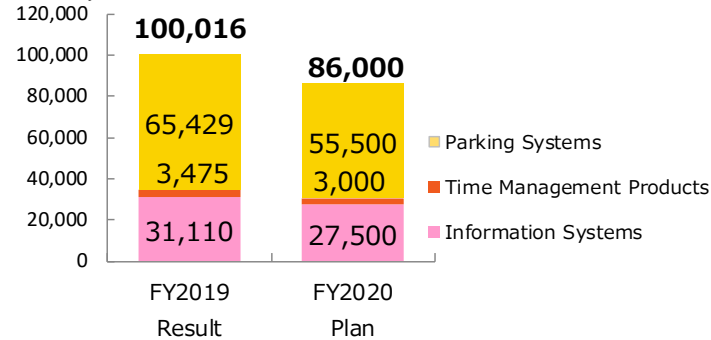 120,000
100,000
80,000
60,000
40,000
20,000
0
100,016
86,000
65,429
3,475
31,110
55,500
3,000
27,500
Parking Systems
Time Management Products
Information Systems
FY2019
Result
FY2020
Plan